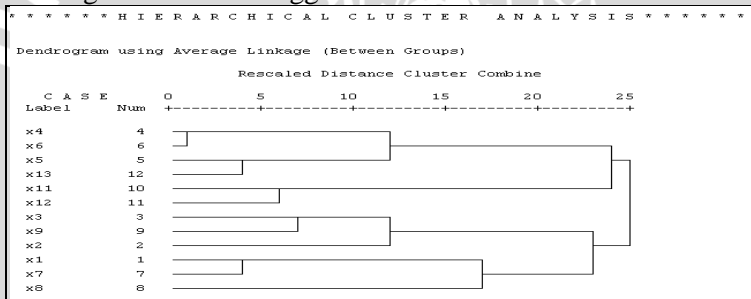 * * * * * * H I E R A R C H I C A L   C L U S T E R   A N A L Y S I S * * * * * *
Dendrogram using Average Linkage (Between Groups)
Rescaled Distance Cluster Combine
C A S E 0 5 10 15 20 25
Label Num +---------+---------+---------+---------+---------+
x4 4
x6 6
x5 5
x13 12
x11 10
x12 11
x3 3
x9 9
x2 2
x1 1
x7 7
x8 8